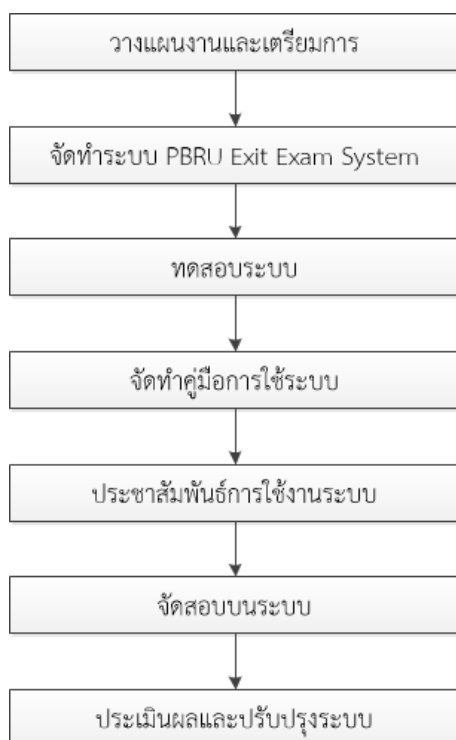 วางแผนงานและเตรียมการ
จัดทำระบบ PBRU Exit Exam System
ทดสอบระบบ
จัดทำคู่มือการใช้ระบบ
ประชาสัมพันธ์การใช้งานระบบ
จัดสอบบนระบบ
ประเมินผลและปรับปรุงระบบ